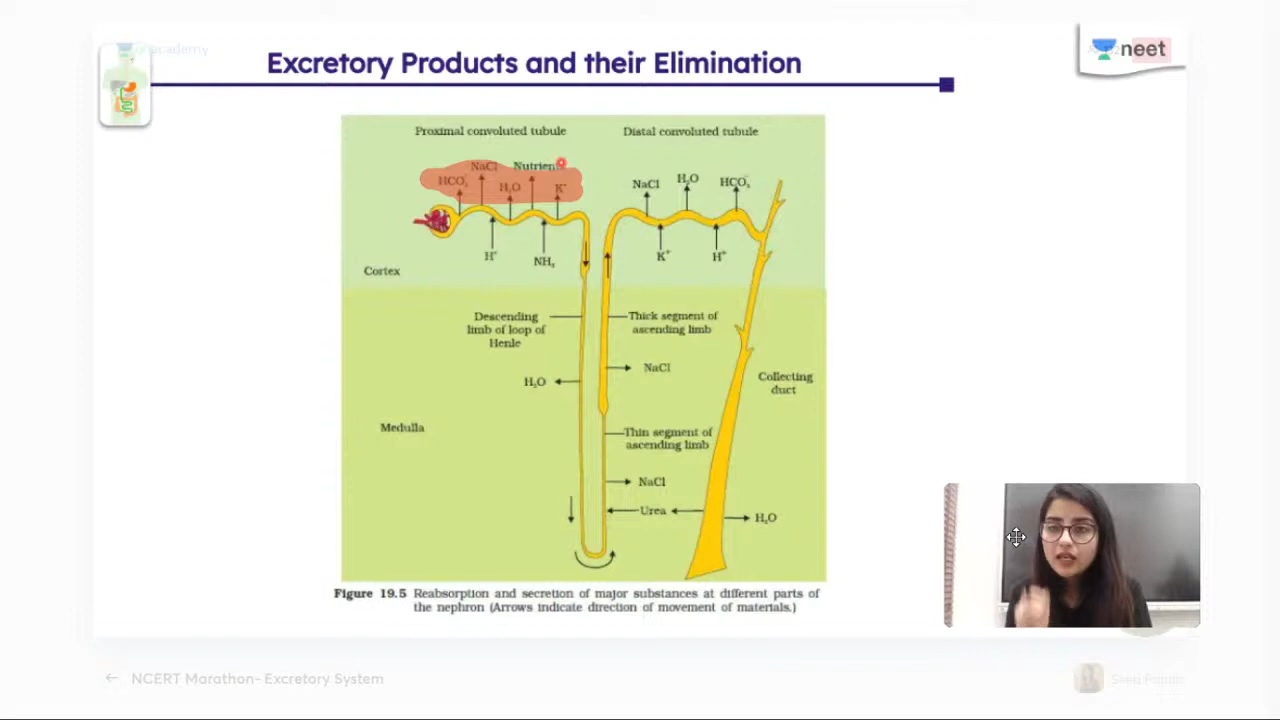 academy
neet
Excretory Products and their Elimination
Proximal convoluted tubule
Distal convoluted tubule
NaCl
HCO₃⁻
H₂O
K⁺
NaCl
H₂O
HCO₃⁻
H⁺
NH₃
K⁺
H⁺
Cortex
Descending
limb of loop of
Henle
Thick segment of
ascending limb
H₂O
NaCl
Collecting
duct
Medulla
Thin segment of
ascending limb
NaCl
Urea
H₂O
Figure 19.5 Reabsorption and secretion of major substances at different parts of
the nephron (Arrows indicate direction of movement of materials.)
← NCERT Marathon- Excretory System